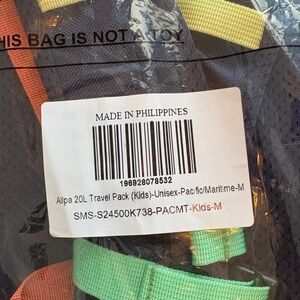 THIS BAG IS NOT A TOY
MADE IN PHILIPPINES
196928078532
Allpa 20L Travel Pack (Kids)-Unisex-Pacific/Maritime-M
SMS-S24500K738-PACMT-Kids-M